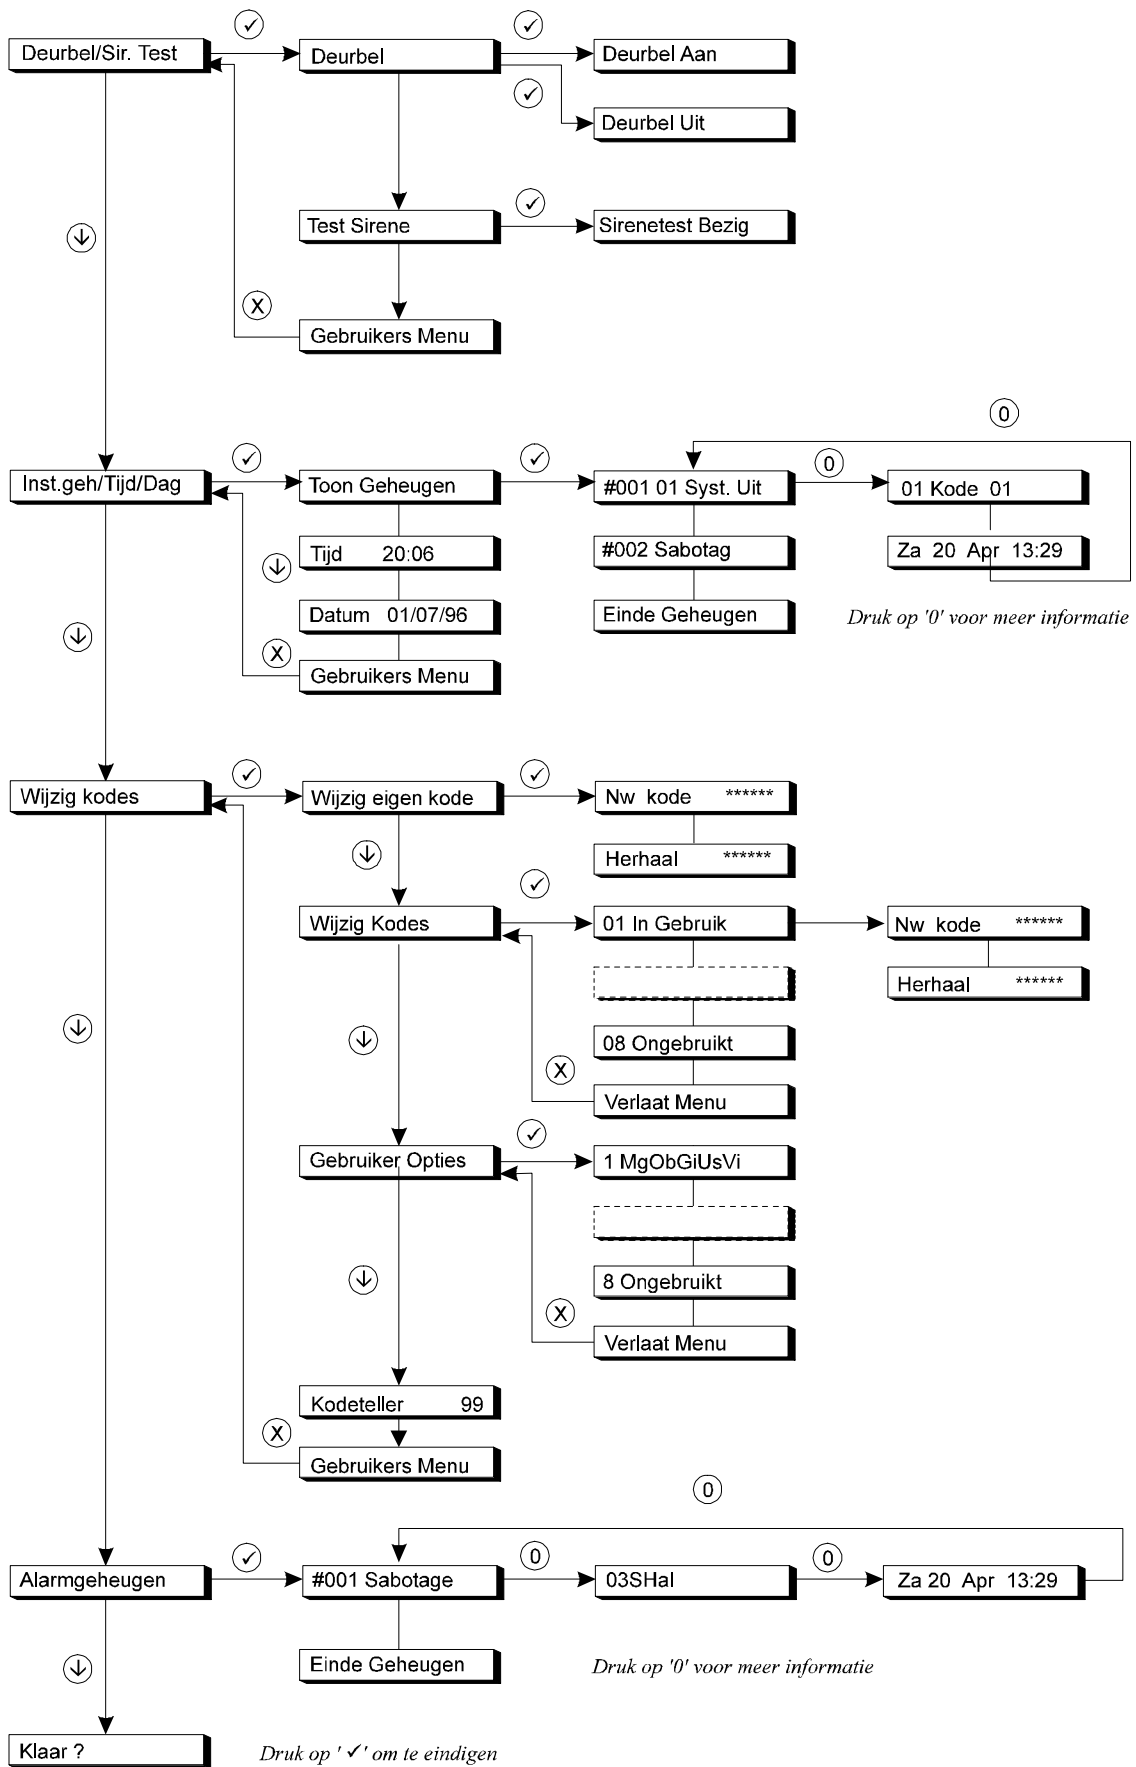 ✓
✓
Deurbel/Sir. Test
Deurbel
Deurbel Aan
✓
Deurbel Uit
✓
Test Sirene
Sirenetest Bezig
↓
X
Gebruikers Menu
0
✓
✓
0
Inst.geh/Tijd/Dag
Toon Geheugen
#001 01 Syst. Uit
01 Kode 01
Tijd 20:06
#002 Sabotag
Za 20 Apr 13:29
↓
Datum 01/07/96
Einde Geheugen
Druk op '0' voor meer informatie
↓
X
Gebruikers Menu
✓
✓
Wijzig kodes
Wijzig eigen kode
Nw kode ******
↓
Herhaal ******
✓
Wijzig Kodes
01 In Gebruik
Nw kode ******
Herhaal ******
↓
↓
08 Ongebruikt
X
Verlaat Menu
✓
Gebruiker Opties
1 MgObGiUsVi
↓
8 Ongebruikt
X
Verlaat Menu
Kodeteller 99
X
Gebruikers Menu
0
✓
0
0
Alarmgeheugen
#001 Sabotage
03SHal
Za 20 Apr 13:29
↓
Einde Geheugen
Druk op '0' voor meer informatie
Klaar ?
Druk op ' ✓' om te eindigen